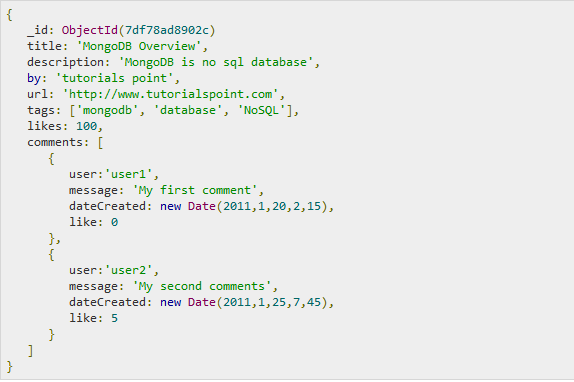 {
   _id: ObjectId(7df78ad8902c)
   title: 'MongoDB Overview',
   description: 'MongoDB is no sql database',
   by: 'tutorials point',
   url: 'http://www.tutorialspoint.com',
   tags: ['mongodb', 'database', 'NoSQL'],
   likes: 100,
   comments: [
      {
         user:'user1',
         message: 'My first comment',
         dateCreated: new Date(2011,1,20,2,15),
         like: 0
      },
      {
         user:'user2',
         message: 'My second comments',
         dateCreated: new Date(2011,1,25,7,45),
         like: 5
      }
   ]
}